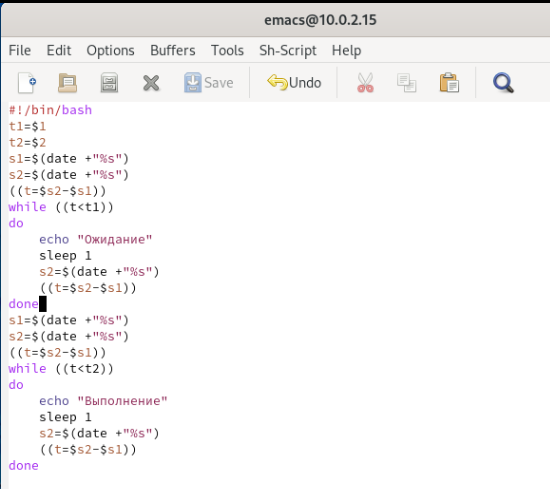 emacs@10.0.2.15
File Edit Options Buffers Tools Sh-Script Help
Save Undo
#!/bin/bash
t1=$1
t2=$2
s1=$(date +"%s")
s2=$(date +"%s")
((t=$s2-$s1))
while ((t<t1))
do
    echo "Ожидание"
    sleep 1
    s2=$(date +"%s")
    ((t=$s2-$s1))
done
s1=$(date +"%s")
s2=$(date +"%s")
((t=$s2-$s1))
while ((t<t2))
do
    echo "Выполнение"
    sleep 1
    s2=$(date +"%s")
    ((t=$s2-$s1))
done